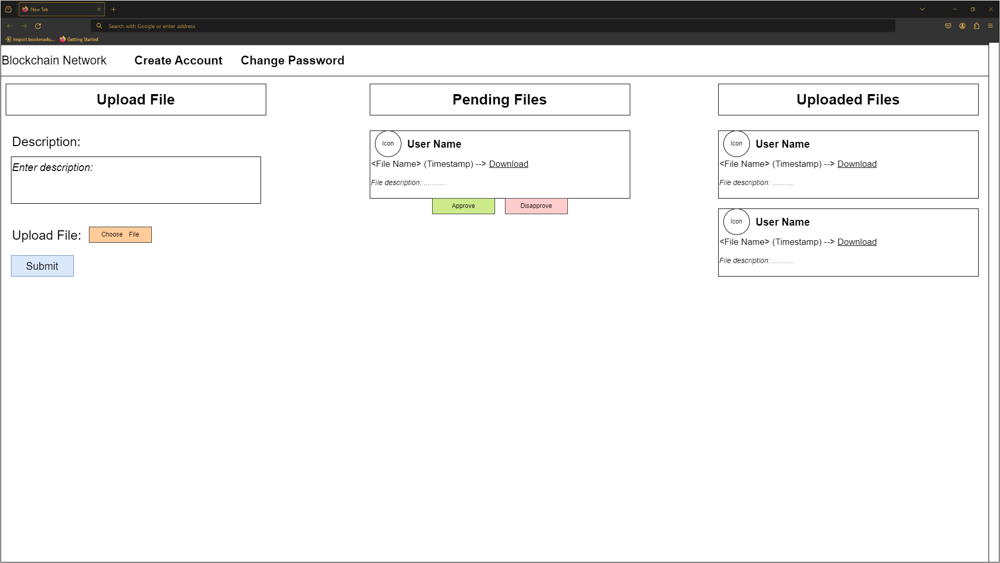 New Tab
Search with Google or enter address
Import bookmarks... Getting Started
Blockchain Network Create Account Change Password
Upload File
Description:
Enter description:
Upload File: Choose File
Submit
Pending Files
Icon User Name
<File Name> (Timestamp) --> Download
File description: ...........
Approve Disapprove
Uploaded Files
Icon User Name
<File Name> (Timestamp) --> Download
File description: ...........
Icon User Name
<File Name> (Timestamp) --> Download
File description: ...........